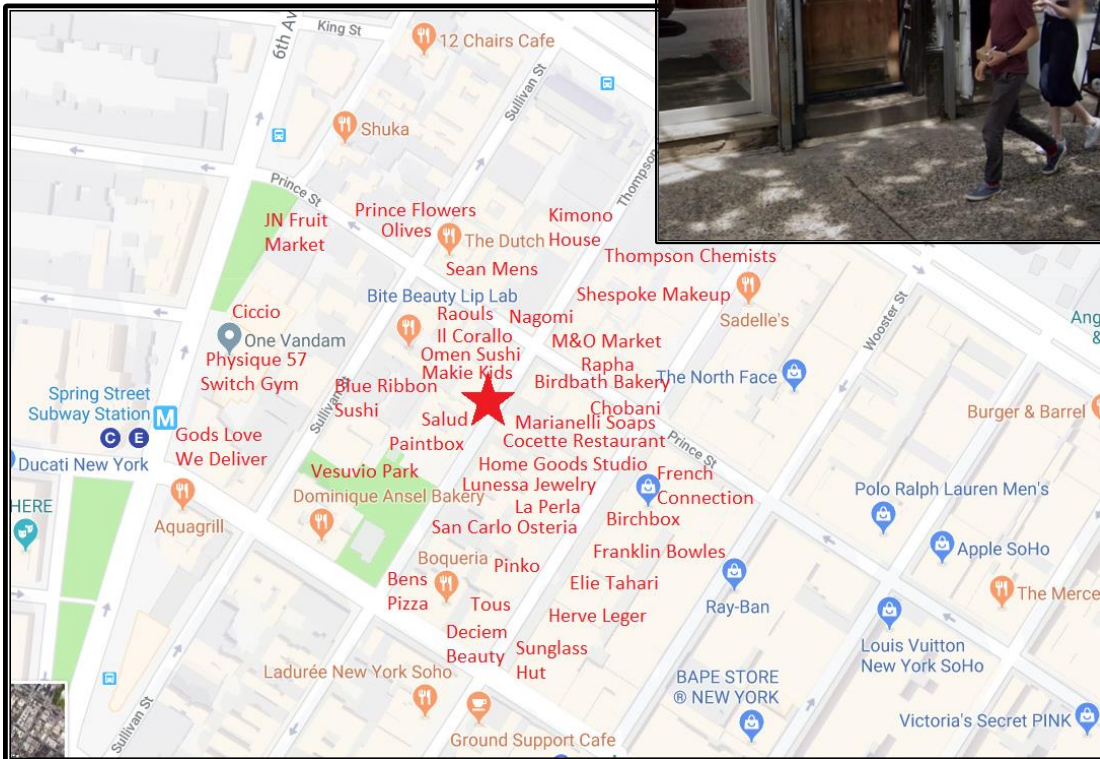 King St
6th Av
12 Chairs Cafe
Sullivan St
Shuka
Thompson
Prince St
JN Fruit
Market
Prince Flowers
Olives
The Dutch
Kimono
House
Sean Mens
Thompson Chemists
Bite Beauty Lip Lab
Shespoke Makeup
Sadelle's
Wooster St
Ang
&
Ciccio
One Vandam
Physique 57
Switch Gym
Raouls
Nagomi
Il Corallo
Omen Sushi
Makie Kids
M&O Market
Rapha
Birdbath Bakery
The North Face
Spring Street
Subway Station
M
C E
Ducati New York
Gods Love
We Deliver
Sullivan St
Blue Ribbon
Sushi
Salud
Paintbox
Chobani
Marianelli Soaps
Cocette Restaurant
Prince St
Burger & Barrel
Vesuvio Park
Dominique Ansel Bakery
Home Goods Studio
Lunessa Jewelry
La Perla
San Carlo Osteria
French
Connection
Birchbox
Polo Ralph Lauren Men's
HERE
Aquagrill
Boqueria
Pinko
Franklin Bowles
Apple SoHo
Bens
Pizza
Tous
Elie Tahari
Ray-Ban
The Merce
Herve Leger
Deciem
Beauty
Sunglass
Hut
Louis Vuitton
New York SoHo
Ladurée New York Soho
BAPE STORE
® NEW YORK
Sullivan St
Ground Support Cafe
Victoria's Secret PINK